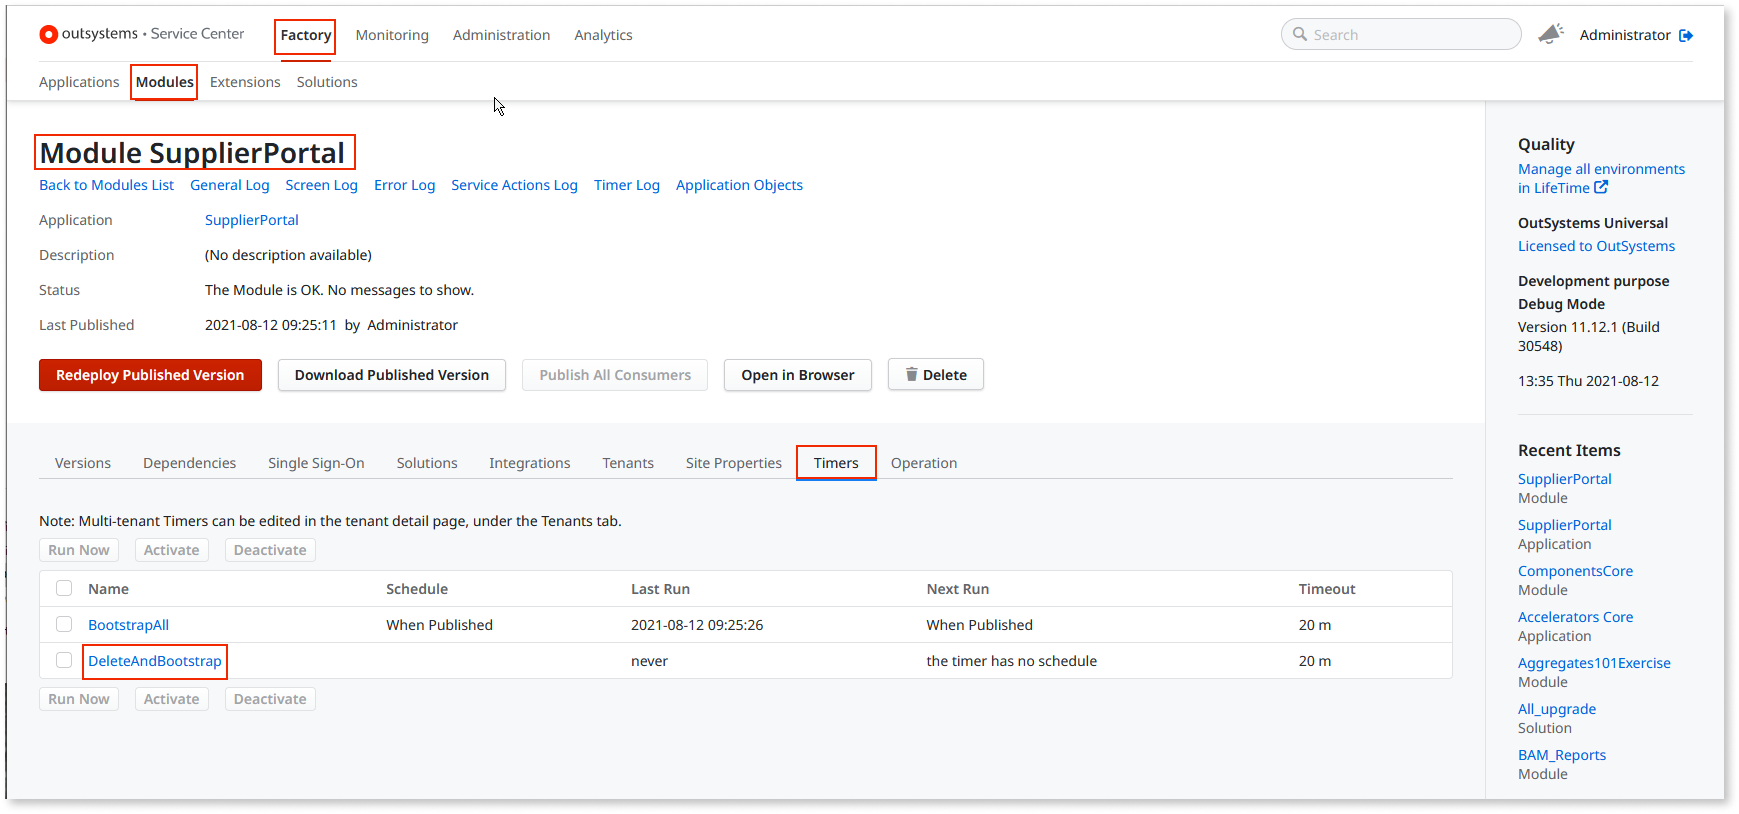 outsystems • Service Center Factory Monitoring Administration Analytics Search Administrator
Applications Modules Extensions Solutions
Module SupplierPortal
Back to Modules List General Log Screen Log Error Log Service Actions Log Timer Log Application Objects
Application SupplierPortal
Description (No description available)
Status The Module is OK. No messages to show.
Last Published 2021-08-12 09:25:11 by Administrator
Redeploy Published Version Download Published Version Publish All Consumers Open in Browser Delete
Versions Dependencies Single Sign-On Solutions Integrations Tenants Site Properties Timers Operation
Note: Multi-tenant Timers can be edited in the tenant detail page, under the Tenants tab.
Run Now Activate Deactivate
Name Schedule Last Run Next Run Timeout
BootstrapAll When Published 2021-08-12 09:25:26 When Published 20 m
DeleteAndBootstrap never the timer has no schedule 20 m
Run Now Activate Deactivate
Quality
Manage all environments
in LifeTime
OutSystems Universal
Licensed to OutSystems
Development purpose
Debug Mode
Version 11.12.1 (Build
30548)
13:35 Thu 2021-08-12
Recent Items
SupplierPortal
Module
SupplierPortal
Application
ComponentsCore
Module
Accelerators Core
Application
Aggregates101Exercise
Module
All_upgrade
Solution
BAM_Reports
Module